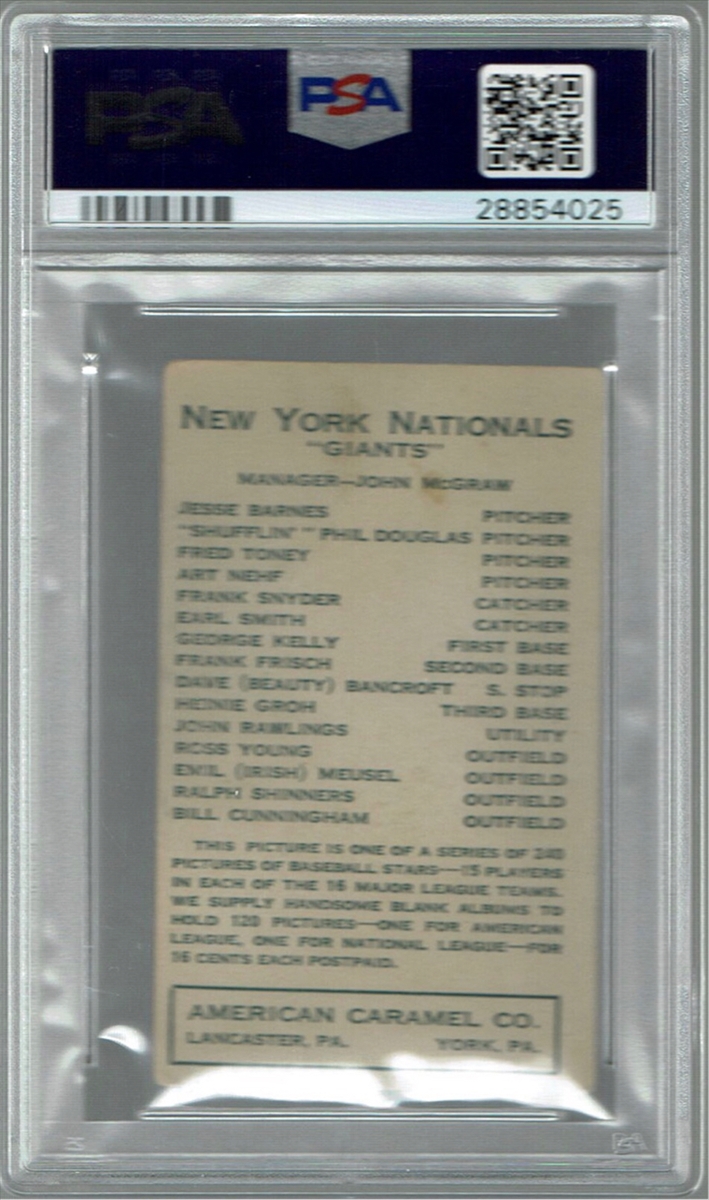 PSA
PSA
28854025
NEW YORK NATIONALS
"GIANTS"
MANAGER—JOHN McGRAW
JESSE BARNES PITCHER
"SHUFFLIN'" PHIL DOUGLAS PITCHER
FRED TONEY PITCHER
ART NEHF PITCHER
FRANK SNYDER CATCHER
EARL SMITH CATCHER
GEORGE KELLY FIRST BASE
FRANK FRISCH SECOND BASE
DAVE (BEAUTY) BANCROFT S. STOP
HEINIE GROH THIRD BASE
JOHN RAWLINGS UTILITY
ROSS YOUNG OUTFIELD
EMIL (IRISH) MEUSEL OUTFIELD
RALPH SHINNERS OUTFIELD
BILL CUNNINGHAM OUTFIELD
THIS PICTURE IS ONE OF A SERIES OF 240
PICTURES OF BASEBALL STARS—15 PLAYERS
IN EACH OF THE 16 MAJOR LEAGUE TEAMS.
WE SUPPLY HANDSOME BLANK ALBUMS TO
HOLD 120 PICTURES—ONE FOR AMERICAN
LEAGUE, ONE FOR NATIONAL LEAGUE—FOR
16 CENTS EACH POSTPAID.
AMERICAN CARAMEL CO.
LANCASTER, PA. YORK, PA.